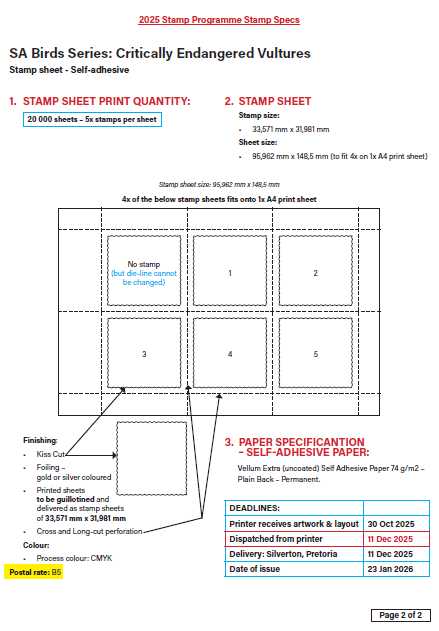 2025 Stamp Programme Stamp Specs
SA Birds Series: Critically Endangered Vultures
Stamp sheet - Self-adhesive
1. STAMP SHEET PRINT QUANTITY:
20 000 sheets – 5x stamps per sheet
2. STAMP SHEET
Stamp size:
• 33,571 mm x 31,981 mm
Sheet size:
• 95,962 mm x 148,5 mm (to fit 4x on 1x A4 print sheet)
Stamp sheet size: 95,962 mm x 148,5 mm
4x of the below stamp sheets fits onto 1x A4 print sheet
No stamp
(but die-line cannot
be changed)
1
2
3
4
5
Finishing:
• Kiss Cut
• Foiling –
gold or silver coloured
• Printed sheets
to be guillotined and
delivered as stamp sheets
of 33,571 mm x 31,981 mm
• Cross and Long-cut perforation
Colour:
• Process colour: CMYK
Postal rate: B5
3. PAPER SPECIFICANTION
– SELF-ADHESIVE PAPER:
Vellum Extra (uncoated) Self Adhesive Paper 74 g/m2 –
Plain Back – Permanent.
DEADLINES:
Printer receives artwork & layout 30 Oct 2025
Dispatched from printer 11 Dec 2025
Delivery: Silverton, Pretoria 11 Dec 2025
Date of issue 23 Jan 2026
Page 2 of 2